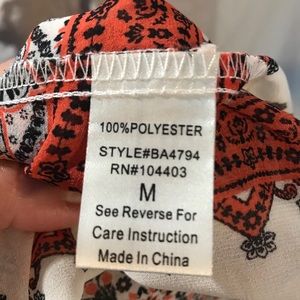 100%POLYESTER
STYLE#BA4794
RN#104403
M
See Reverse For
Care Instruction
Made In China